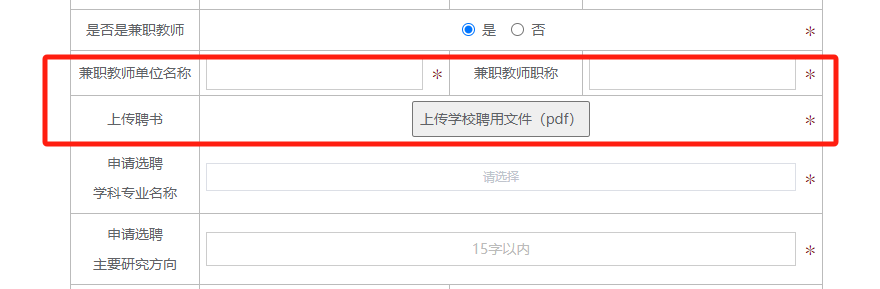 是否是兼职教师 是 否 *
兼职教师单位名称 * 兼职教师职称 *
上传聘书 上传学校聘用文件（pdf） *
申请选聘
学科专业名称 请选择 *
申请选聘
主要研究方向 15字以内 *